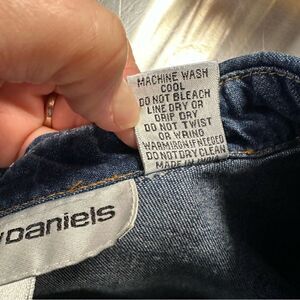 MACHINE WASH
COOL
DO NOT BLEACH
LINE DRY OR
DRIP DRY
DO NOT TWIST
OR WRING
WARM IRON IF NEEDED
DO NOT DRY CLEAN
MADE IN
Daniels